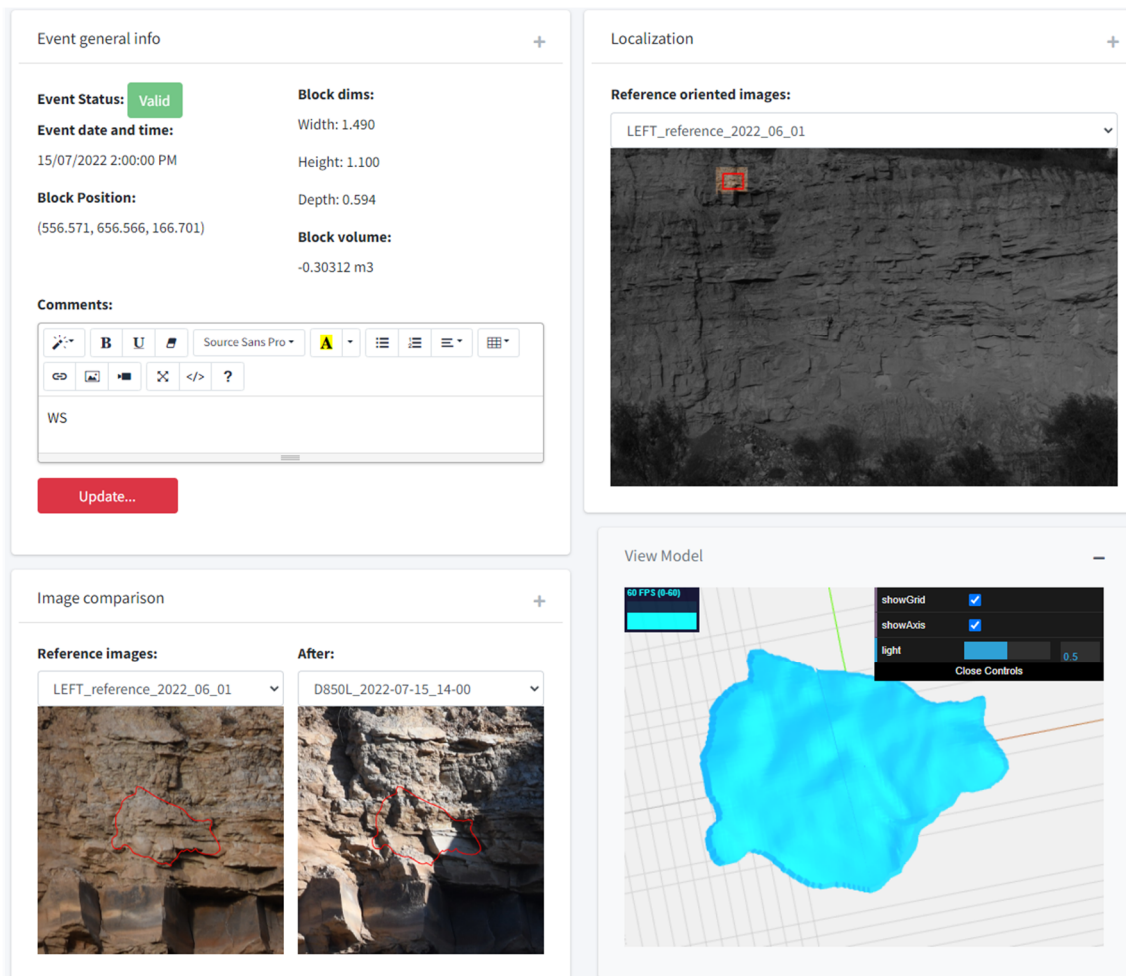 Event general info
+
Event Status: Valid
Event date and time:
15/07/2022 2:00:00 PM
Block Position:
(556.571, 656.566, 166.701)
Block dims:
Width: 1.490
Height: 1.100
Depth: 0.594
Block volume:
-0.30312 m3
Comments:
B U Source Sans Pro A
</> ?
WS
Update...
Localization
+
Reference oriented images:
LEFT_reference_2022_06_01
Image comparison
+
Reference images:
LEFT_reference_2022_06_01
After:
D850L_2022-07-15_14-00
View Model
60 FPS (0-60)
showGrid
showAxis
light 0.5
Close Controls